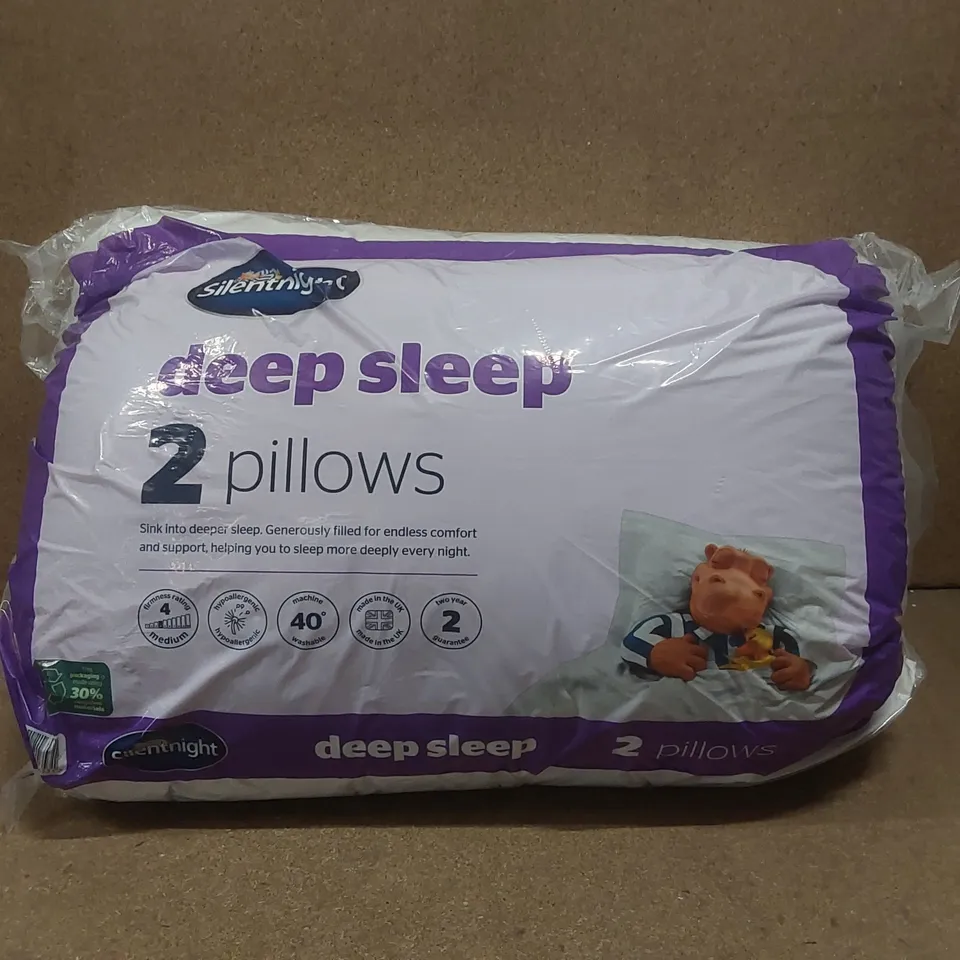 Silentnight
deep sleep
2 pillows
Sink into deeper sleep. Generously filled for endless comfort
and support, helping you to sleep more deeply every night.
firmness rating
4
medium
hypoallergenic
hypoallergenic
machine
40°
washable
made in the UK
made in the UK
two year
2
guarantee
packaging
30%
silentnight
deep sleep 2 pillows